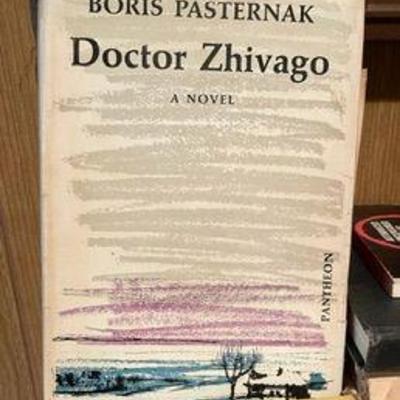 BORIS PASTERNAK
Doctor Zhivago
A NOVEL
PANTHEON